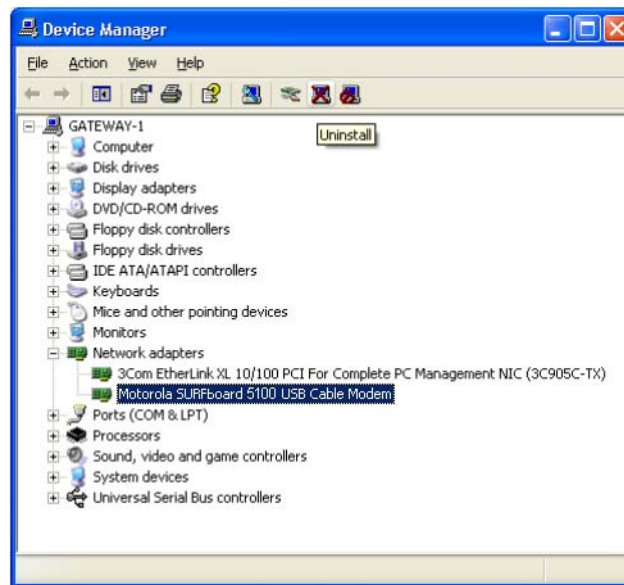 Device Manager
File Action View Help
Uninstall
GATEWAY-1
Computer
Disk drives
Display adapters
DVD/CD-ROM drives
Floppy disk controllers
Floppy disk drives
IDE ATA/ATAPI controllers
Keyboards
Mice and other pointing devices
Monitors
Network adapters
3Com EtherLink XL 10/100 PCI For Complete PC Management NIC (3C905C-TX)
Motorola SURFboard 5100 USB Cable Modem
Ports (COM & LPT)
Processors
Sound, video and game controllers
System devices
Universal Serial Bus controllers